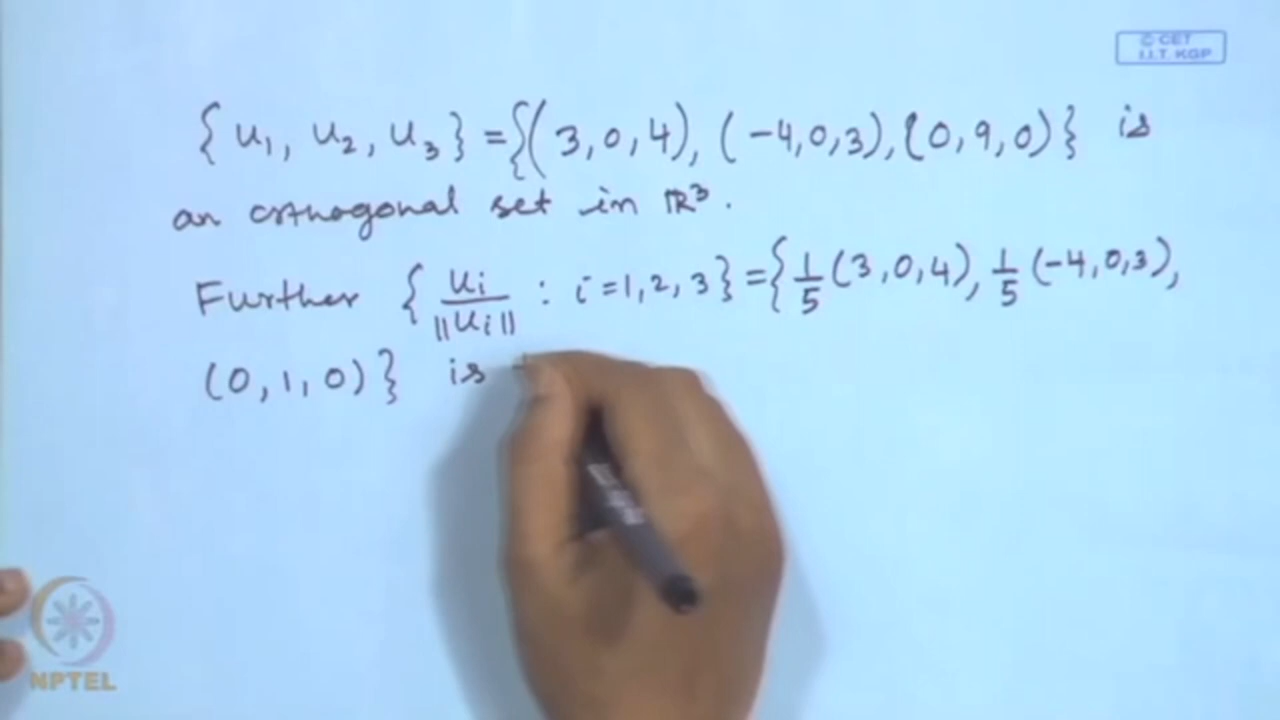 © CET
I.I.T. KGP
{u₁, u₂, u₃} = {(3,0,4), (-4,0,3), (0,9,0)} is
an orthogonal set in ℝ³.
Further {uᵢ/||uᵢ|| : i=1,2,3} = {1/5(3,0,4), 1/5(-4,0,3),
(0,1,0)} is
NPTEL